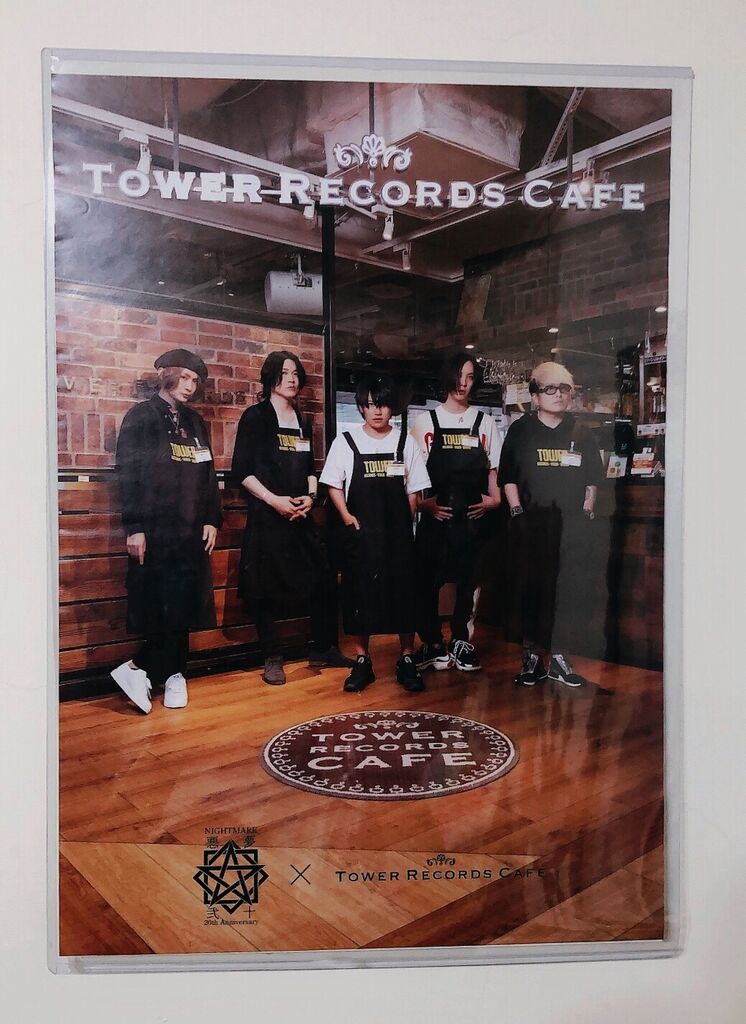 TOWER RECORDS CAFE
TOWER
RECORDS
CAFE
NIGHTMARE
悪 夢
弐 十
20th Anniversary
×
TOWER RECORDS CAFE